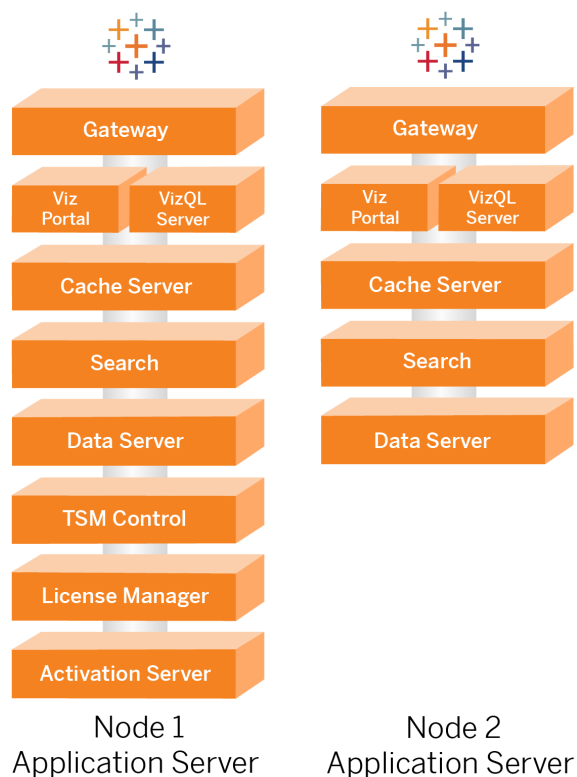 Gateway
Viz
Portal
VizQL
Server
Cache Server
Search
Data Server
TSM Control
License Manager
Activation Server
Node 1
Application Server
Gateway
Viz
Portal
VizQL
Server
Cache Server
Search
Data Server
Node 2
Application Server